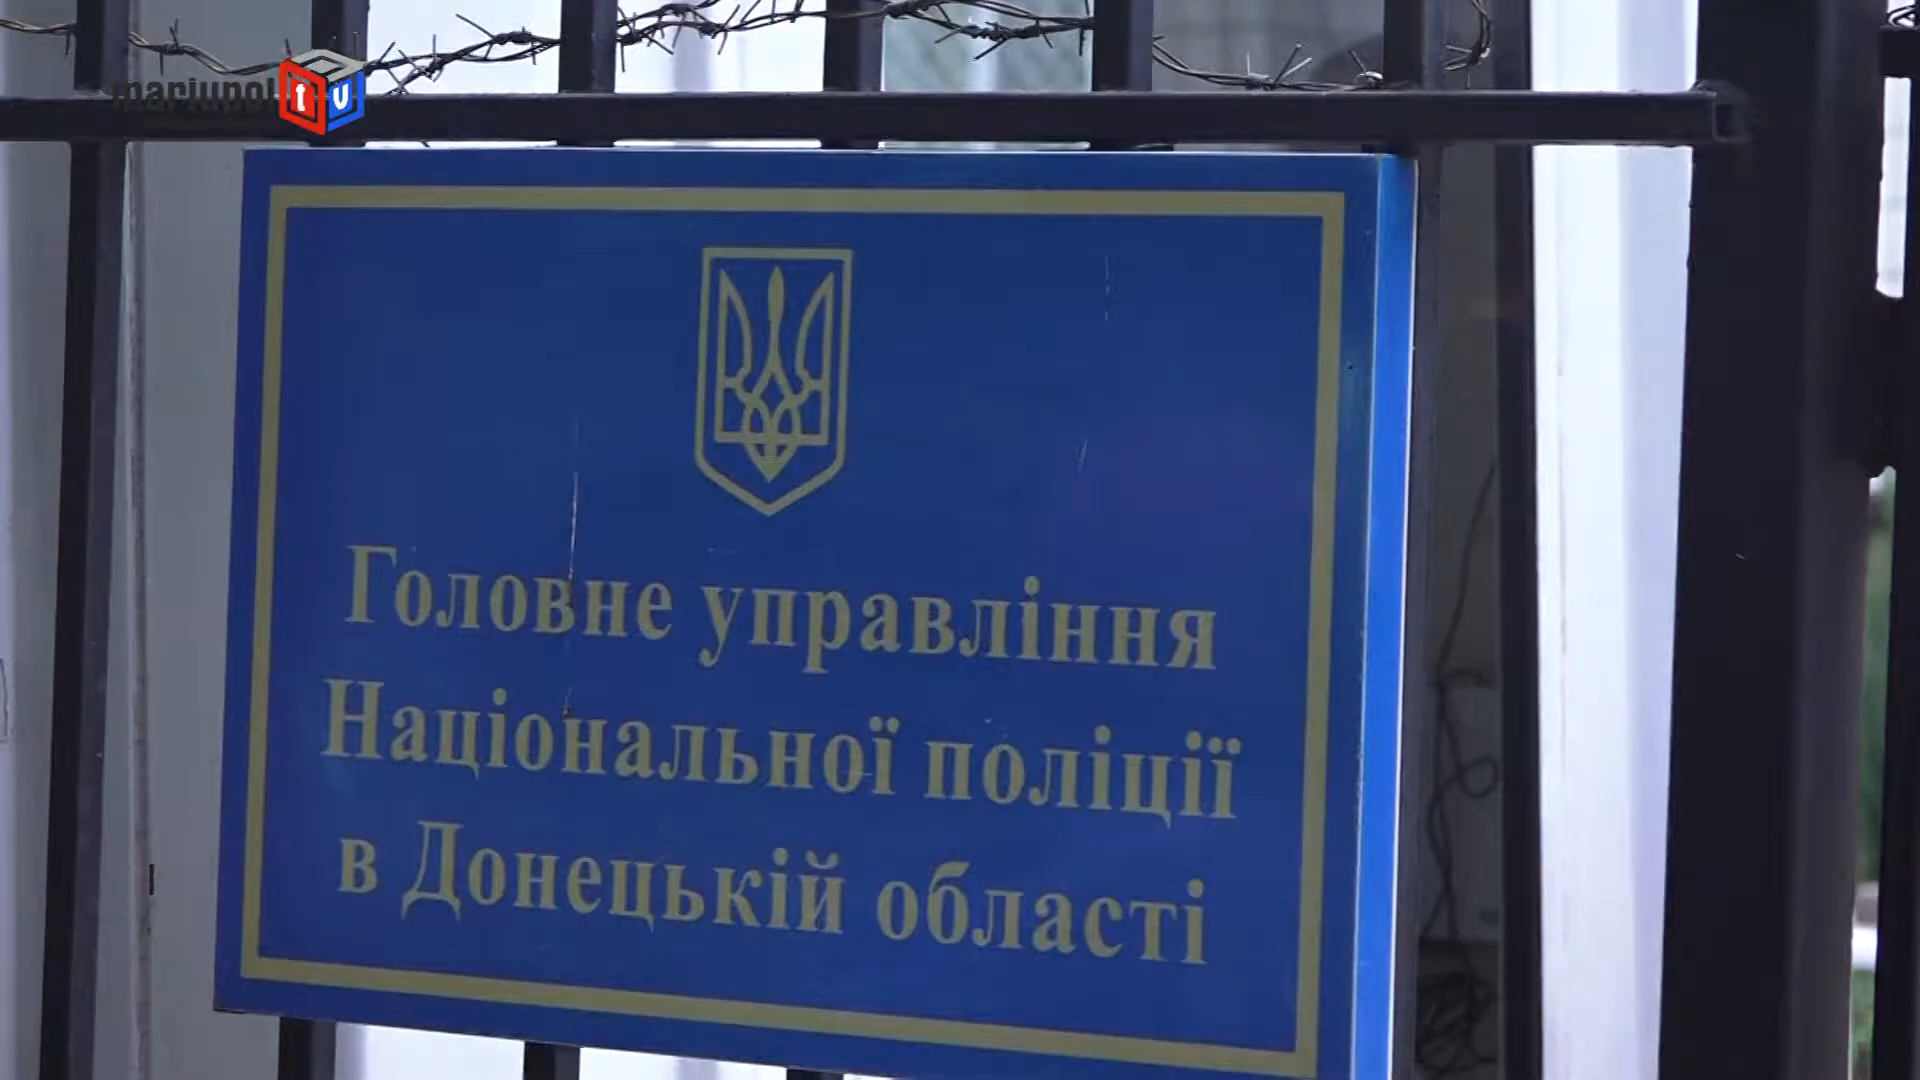 mariupol tv
Головне управління
Національної поліції
в Донецькій області